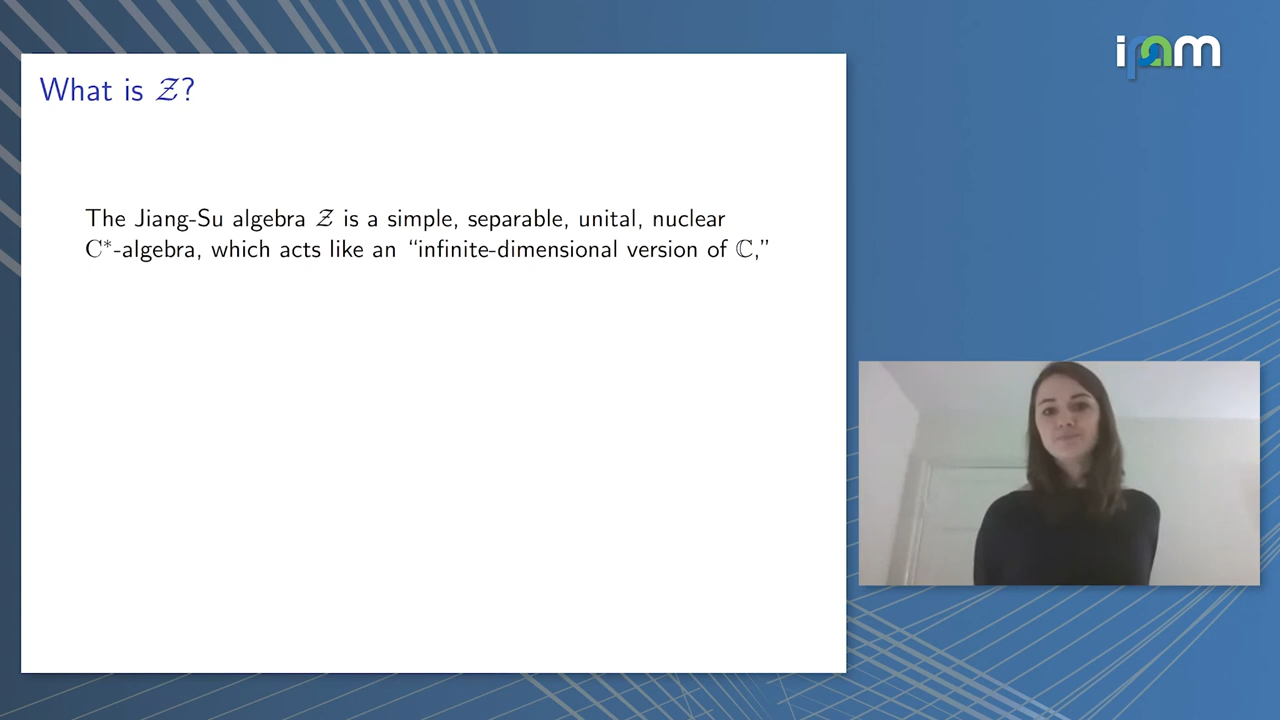 What is 𝒵?
The Jiang-Su algebra 𝒵 is a simple, separable, unital, nuclear
C*-algebra, which acts like an “infinite-dimensional version of ℂ,”
ipam